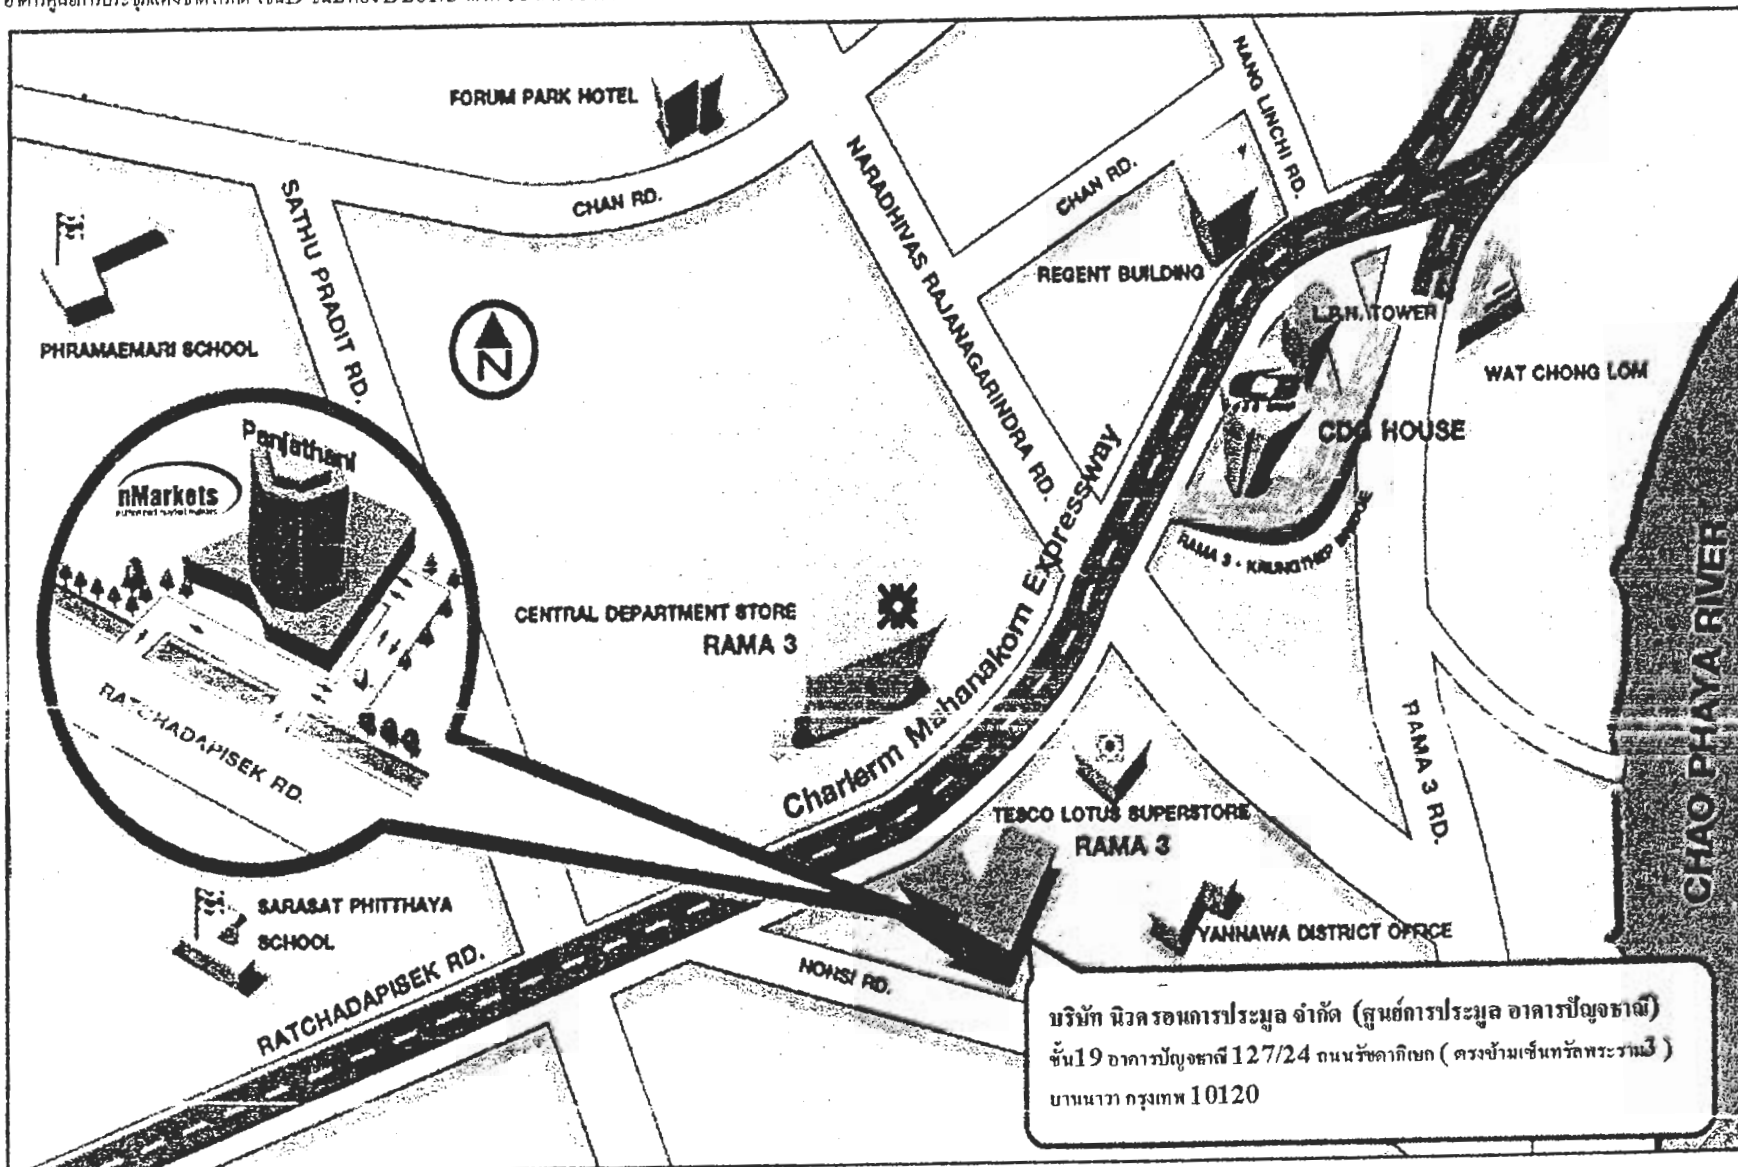 FORUM PARK HOTEL
NANG LINCHI RD.
CHAN RD.
CHAN RD.
NARADHIVAS RAJANAGARINDRA RD.
SATHU PRADIT RD.
REGENT BUILDING
PHRAMAEMARI SCHOOL
N
L.P.N. TOWER
WAT CHONG LOM
CDG HOUSE
Panjathani
nMarkets
RAMA 3 - KRUNGTHEP BRIDGE
CENTRAL DEPARTMENT STORE
RAMA 3
Charlerm Mahanakom Expressway
RATCHADAPISEK RD.
RAMA 3 RD.
CHAO PHAYA RIVER
TESCO LOTUS SUPERSTORE
RAMA 3
SARASAT PHITTHAYA
SCHOOL
YANNAWA DISTRICT OFFICE
RATCHADAPISEK RD.
NONSI RD.
บริษัท นิวครอนการประมูล จำกัด (ศูนย์การประมูล อาคารปัญจธานี)
ชั้น19 อาคารปัญจธานี 127/24 ถนนรัชดาภิเษก ( ตรงข้ามเซ็นทรัลพระราม3 )
ยานนาวา กรุงเทพ 10120